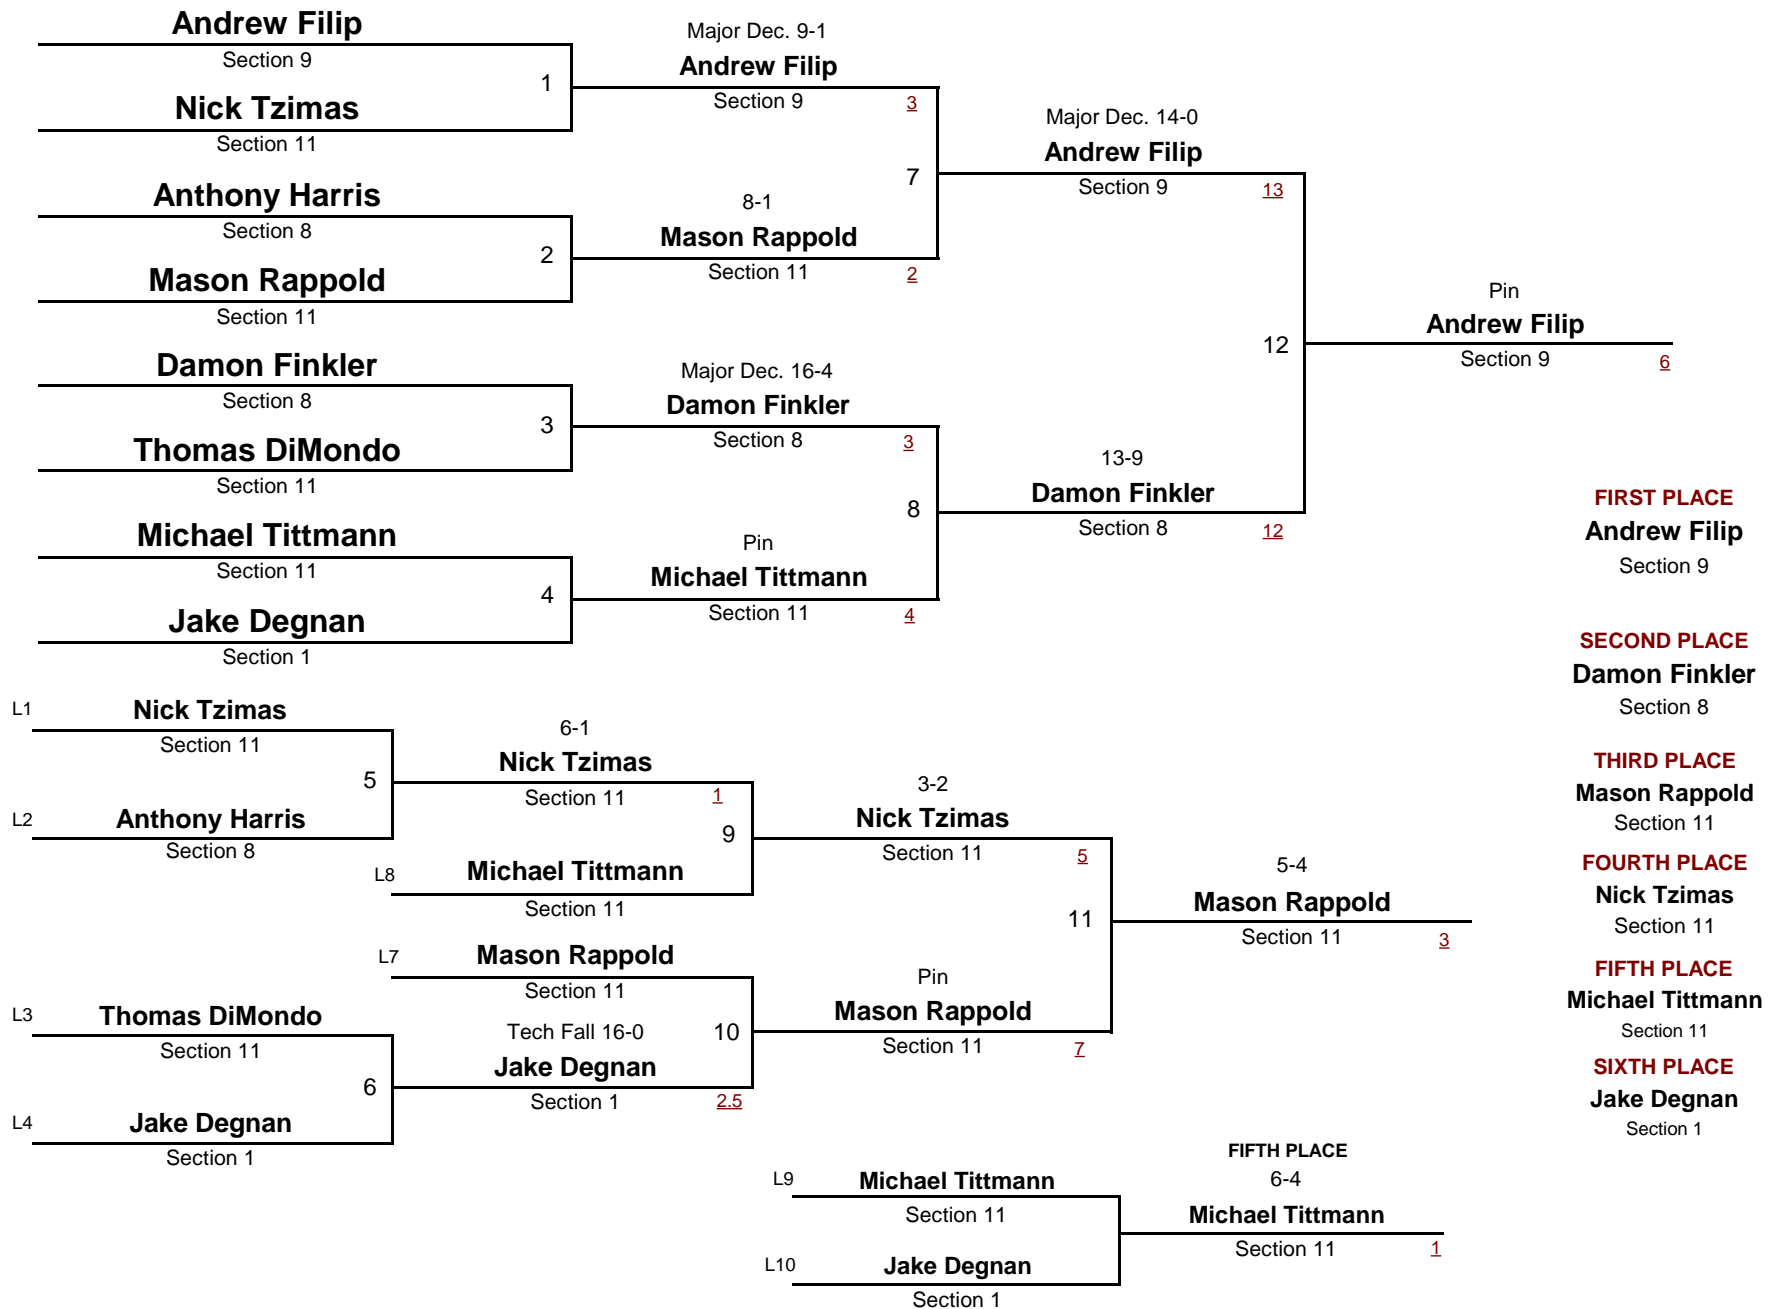 Andrew Filip
Section 9
1
Nick Tzimas
Section 11
Anthony Harris
Section 8
2
Mason Rappold
Section 11
Damon Finkler
Section 8
3
Thomas DiMondo
Section 11
Michael Tittmann
Section 11
4
Jake Degnan
Section 1
Major Dec. 9-1
Andrew Filip
Section 9 3
7
8-1
Mason Rappold
Section 11 2
Major Dec. 16-4
Damon Finkler
Section 8 3
8
Pin
Michael Tittmann
Section 11 4
Major Dec. 14-0
Andrew Filip
Section 9 13
12
13-9
Damon Finkler
Section 8 12
Pin
Andrew Filip
Section 9 6
L1 Nick Tzimas
Section 11
5
L2 Anthony Harris
Section 8
L3 Thomas DiMondo
Section 11
6
L4 Jake Degnan
Section 1
6-1
Nick Tzimas
Section 11 1
9
L8 Michael Tittmann
Section 11
L7 Mason Rappold
Section 11
Tech Fall 16-0 10
Jake Degnan
Section 1 2.5
3-2
Nick Tzimas
Section 11 5
11
Pin
Mason Rappold
Section 11 7
5-4
Mason Rappold
Section 11 3
L9 Michael Tittmann
Section 11
L10 Jake Degnan
Section 1
FIFTH PLACE
6-4
Michael Tittmann
Section 11 1
FIRST PLACE
Andrew Filip
Section 9
SECOND PLACE
Damon Finkler
Section 8
THIRD PLACE
Mason Rappold
Section 11
FOURTH PLACE
Nick Tzimas
Section 11
FIFTH PLACE
Michael Tittmann
Section 11
SIXTH PLACE
Jake Degnan
Section 1